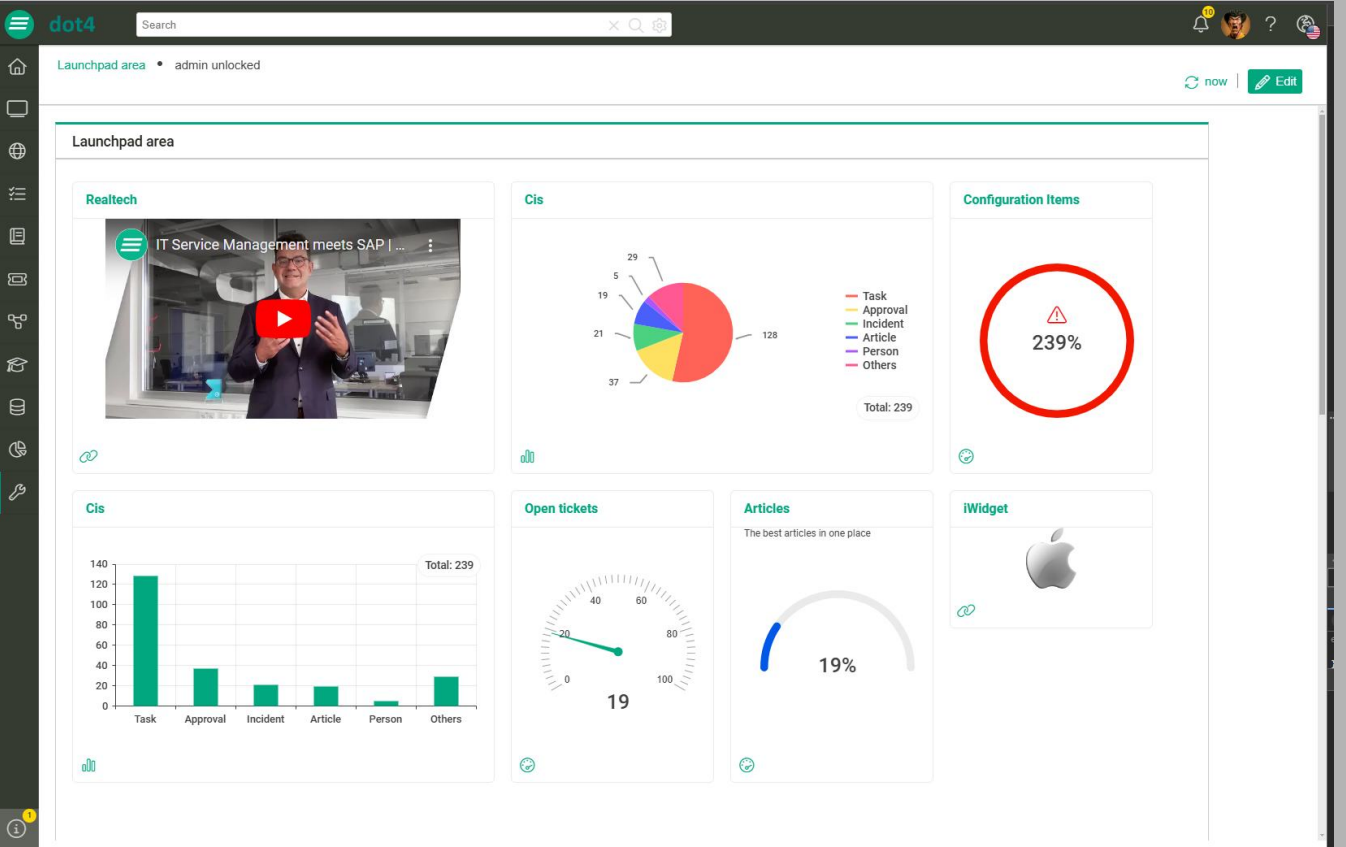 dot4
Search
10
?
Launchpad area • admin unlocked
now | Edit
Launchpad area
Realtech
IT Service Management meets SAP | ...
Cis
29
5
19
21
37
128
Task
Approval
Incident
Article
Person
Others
Total: 239
Configuration Items
239%
Cis
Total: 239
140
120
100
80
60
40
20
0
Task Approval Incident Article Person Others
Open tickets
40 60
20 80
0 100
19
Articles
The best articles in one place
19%
iWidget
1